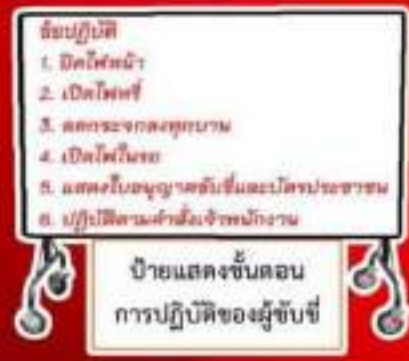 ข้อปฏิบัติ
1. ปิดไฟหน้า
2. เปิดไฟหรี่
3. ลดกระจกลงทุกบาน
4. เปิดไฟในรถ
5. แสดงใบอนุญาตขับขี่และบัตรประชาชน
6. ปฏิบัติตามคำสั่งเจ้าพนักงาน
ป้ายแสดงขั้นตอน
การปฏิบัติของผู้ขับขี่